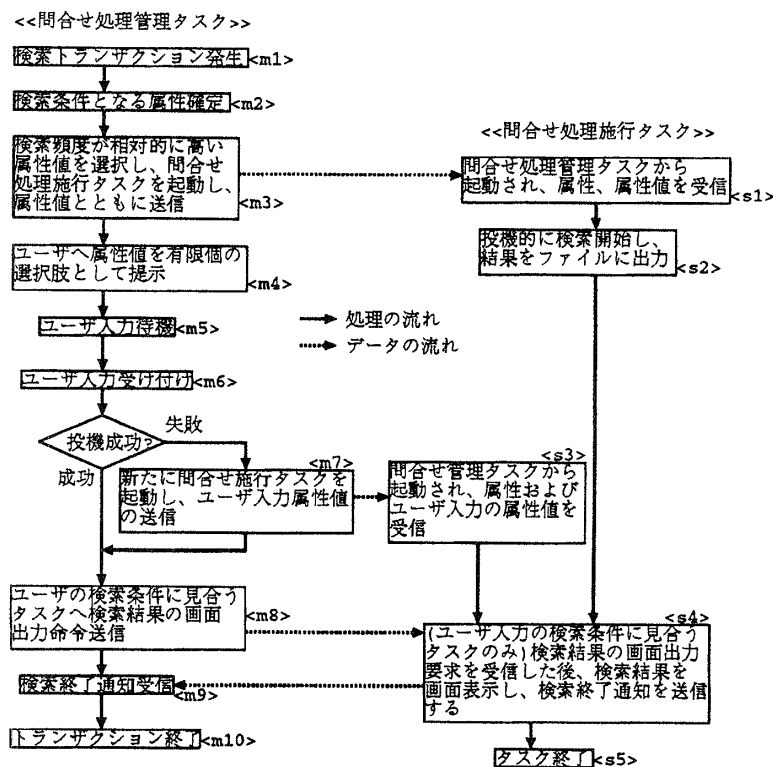 <<問合せ処理管理タスク>>
検索トランザクション発生<m1>
検索条件となる属性確定<m2>
検索頻度が相対的に高い
属性値を選択し、問合せ
処理施行タスクを起動し、
属性値とともに送信
<m3>
ユーザへ属性値を有限個の
選択肢として提示
<m4>
ユーザ入力待機<m5>
ユーザ入力受け付け<m6>
投機成功?
失敗
成功
<m7>
新たに問合せ施行タスクを
起動し、ユーザ入力属性値
の送信
ユーザの検索条件に見合う
タスクへ検索結果の画面
出力命令送信
<m8>
検索終了通知受信<m9>
トランザクション終了<m10>
処理の流れ
データの流れ
<<問合せ処理施行タスク>>
問合せ処理管理タスクから
起動され、属性、属性値を受信
<s1>
投機的に検索開始し、
結果をファイルに出力
<s2>
<s3>
問合せ管理タスクから
起動され、属性および
ユーザ入力の属性値を
受信
<s4>
(ユーザ入力の検索条件に見合う
タスクのみ)検索結果の画面出力
要求を受信した後、検索結果を
画面表示し、検索終了通知を送信
する
タスク終了<s5>